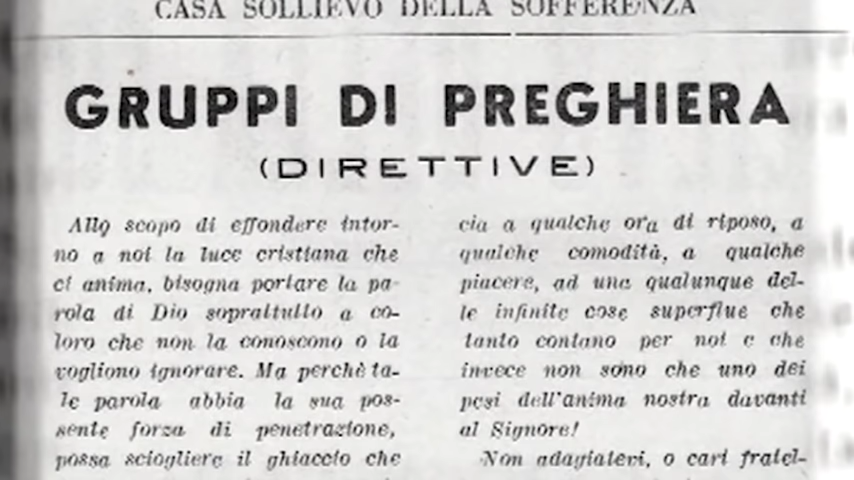 CASA SOLLIEVO DELLA SOFFERENZA
GRUPPI DI PREGHIERA
(DIRETTIVE)
Allo scopo di effondere intor-
no a noi la luce cristiana che
ci anima, bisogna portare la pa-
rola di Dio soprattutto a co-
loro che non la conoscono o la
vogliono ignorare. Ma perchè ta-
le parola abbia la sua pos-
sente forza di penetrazione,
possa sciogliere il ghiaccio che
cia a qualche ora di riposo, a
qualche comodità, a qualche
piacere, ad una qualunque del-
le infinite cose superflue che
tanto contano per noi e che
invece non sono che uno dei
pesi dell'anima nostra davanti
al Signore!
Non adagiatevi, o cari fratel-